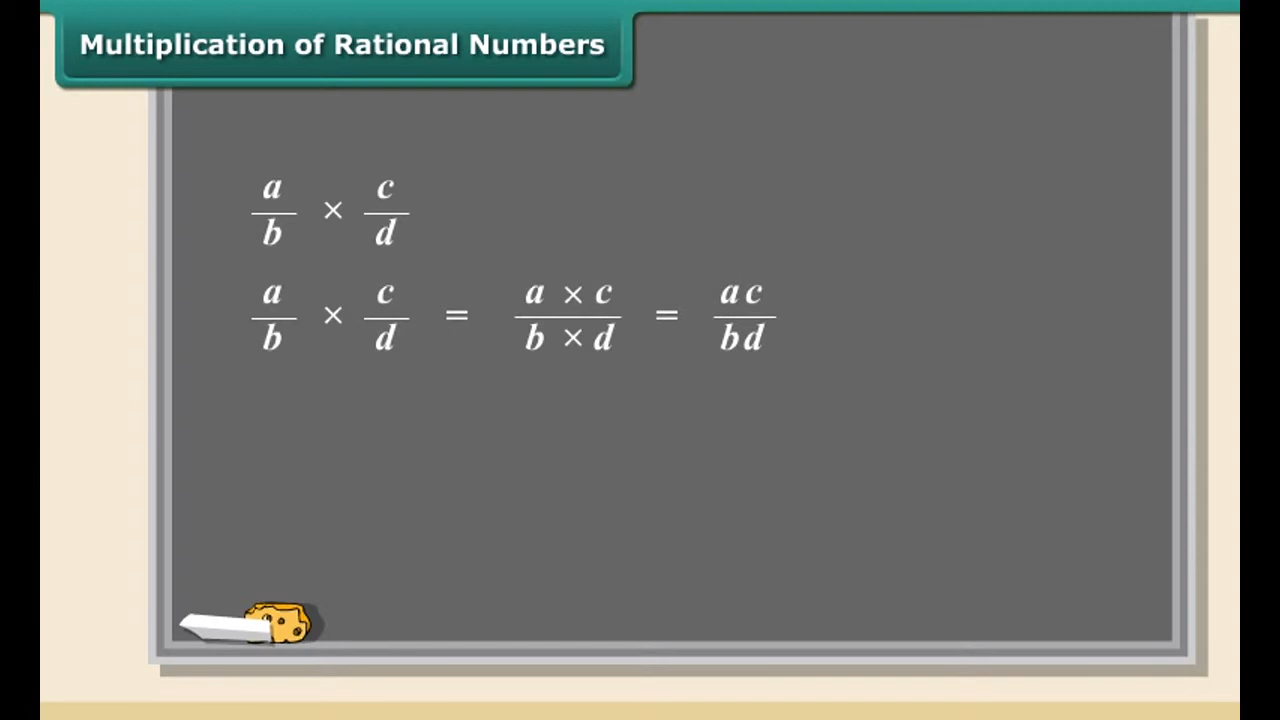 Multiplication of Rational Numbers
a/b × c/d
a/b × c/d = a × c/b × d = ac/bd